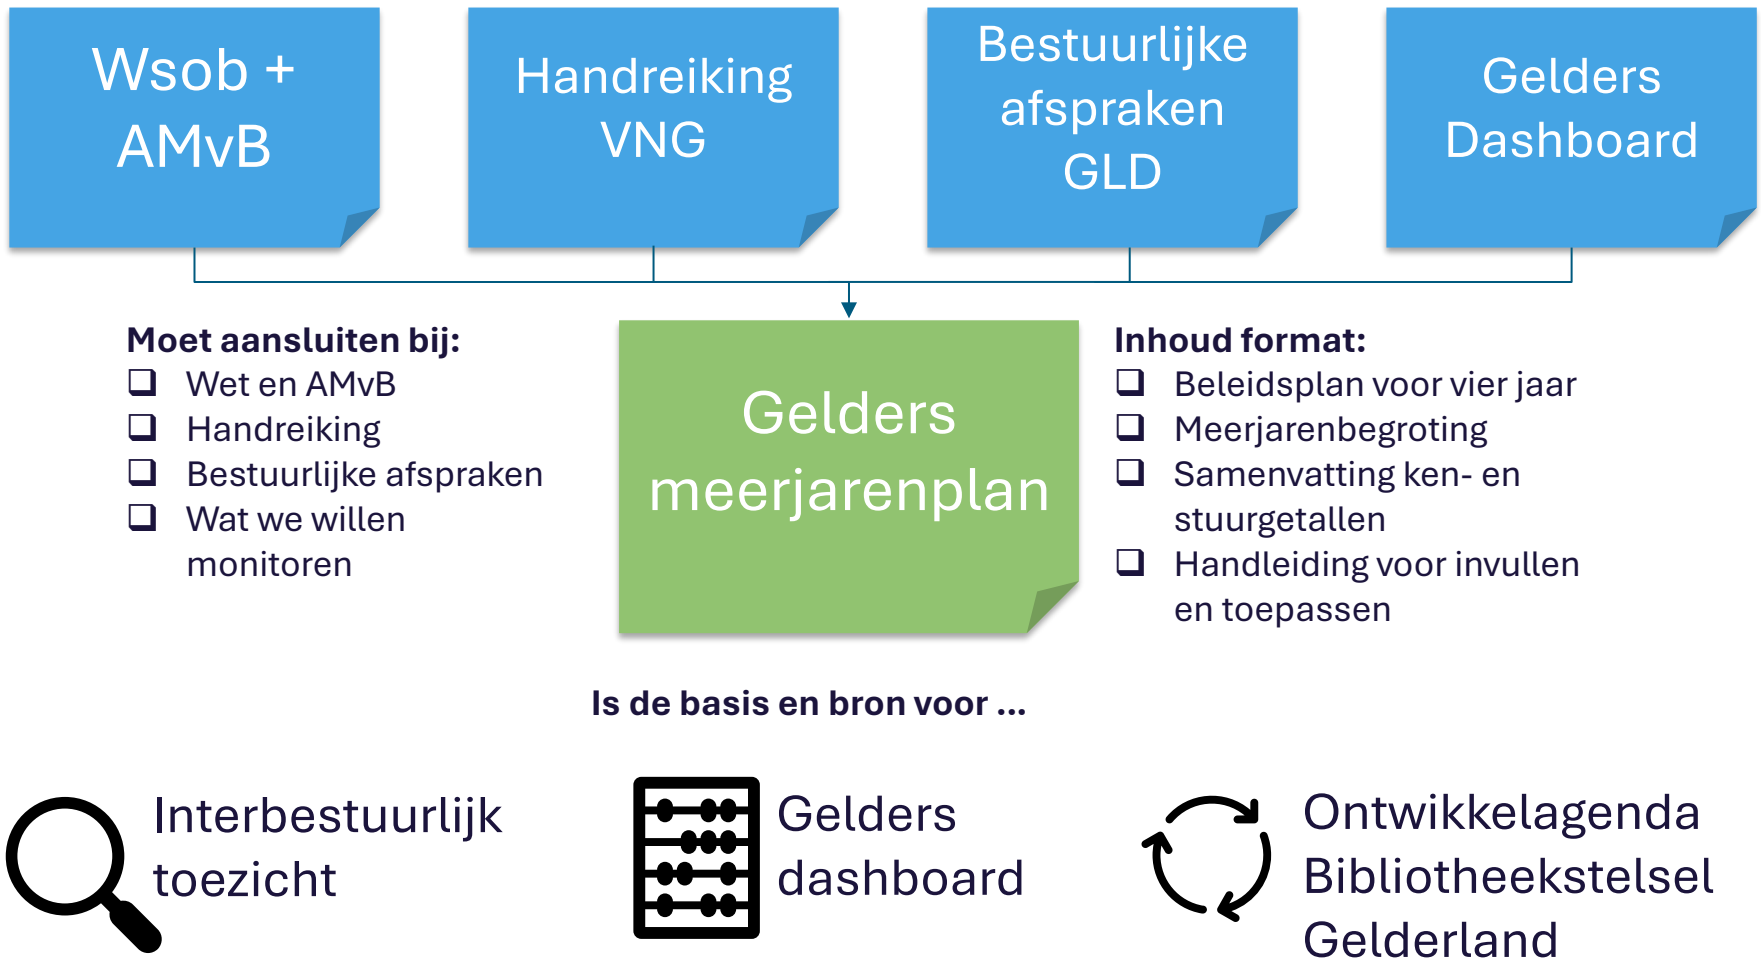 Wsob +
AMvB
Handreiking
VNG
Bestuurlijke
afspraken
GLD
Gelders
Dashboard
Moet aansluiten bij:
Wet en AMvB
Handreiking
Bestuurlijke afspraken
Wat we willen
monitoren
Gelders
meerjarenplan
Inhoud format:
Beleidsplan voor vier jaar
Meerjarenbegroting
Samenvatting ken- en
stuurgetallen
Handleiding voor invullen
en toepassen
Is de basis en bron voor ...
Interbestuurlijk
toezicht
Gelders
dashboard
Ontwikkelagenda
Bibliotheekstelsel
Gelderland